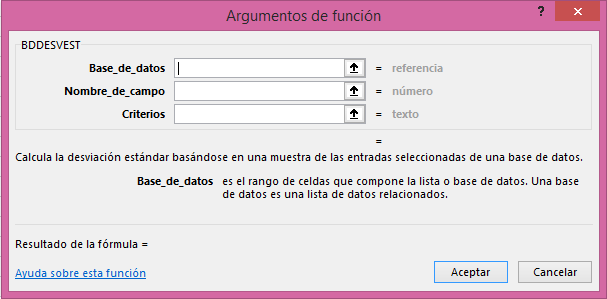 Argumentos de función
?
BDDESVEST
Base_de_datos = referencia
Nombre_de_campo = número
Criterios = texto
=
Calcula la desviación estándar basándose en una muestra de las entradas seleccionadas de una base de datos.
Base_de_datos es el rango de celdas que compone la lista o base de datos. Una base
de datos es una lista de datos relacionados.
Resultado de la fórmula =
Ayuda sobre esta función
Aceptar
Cancelar